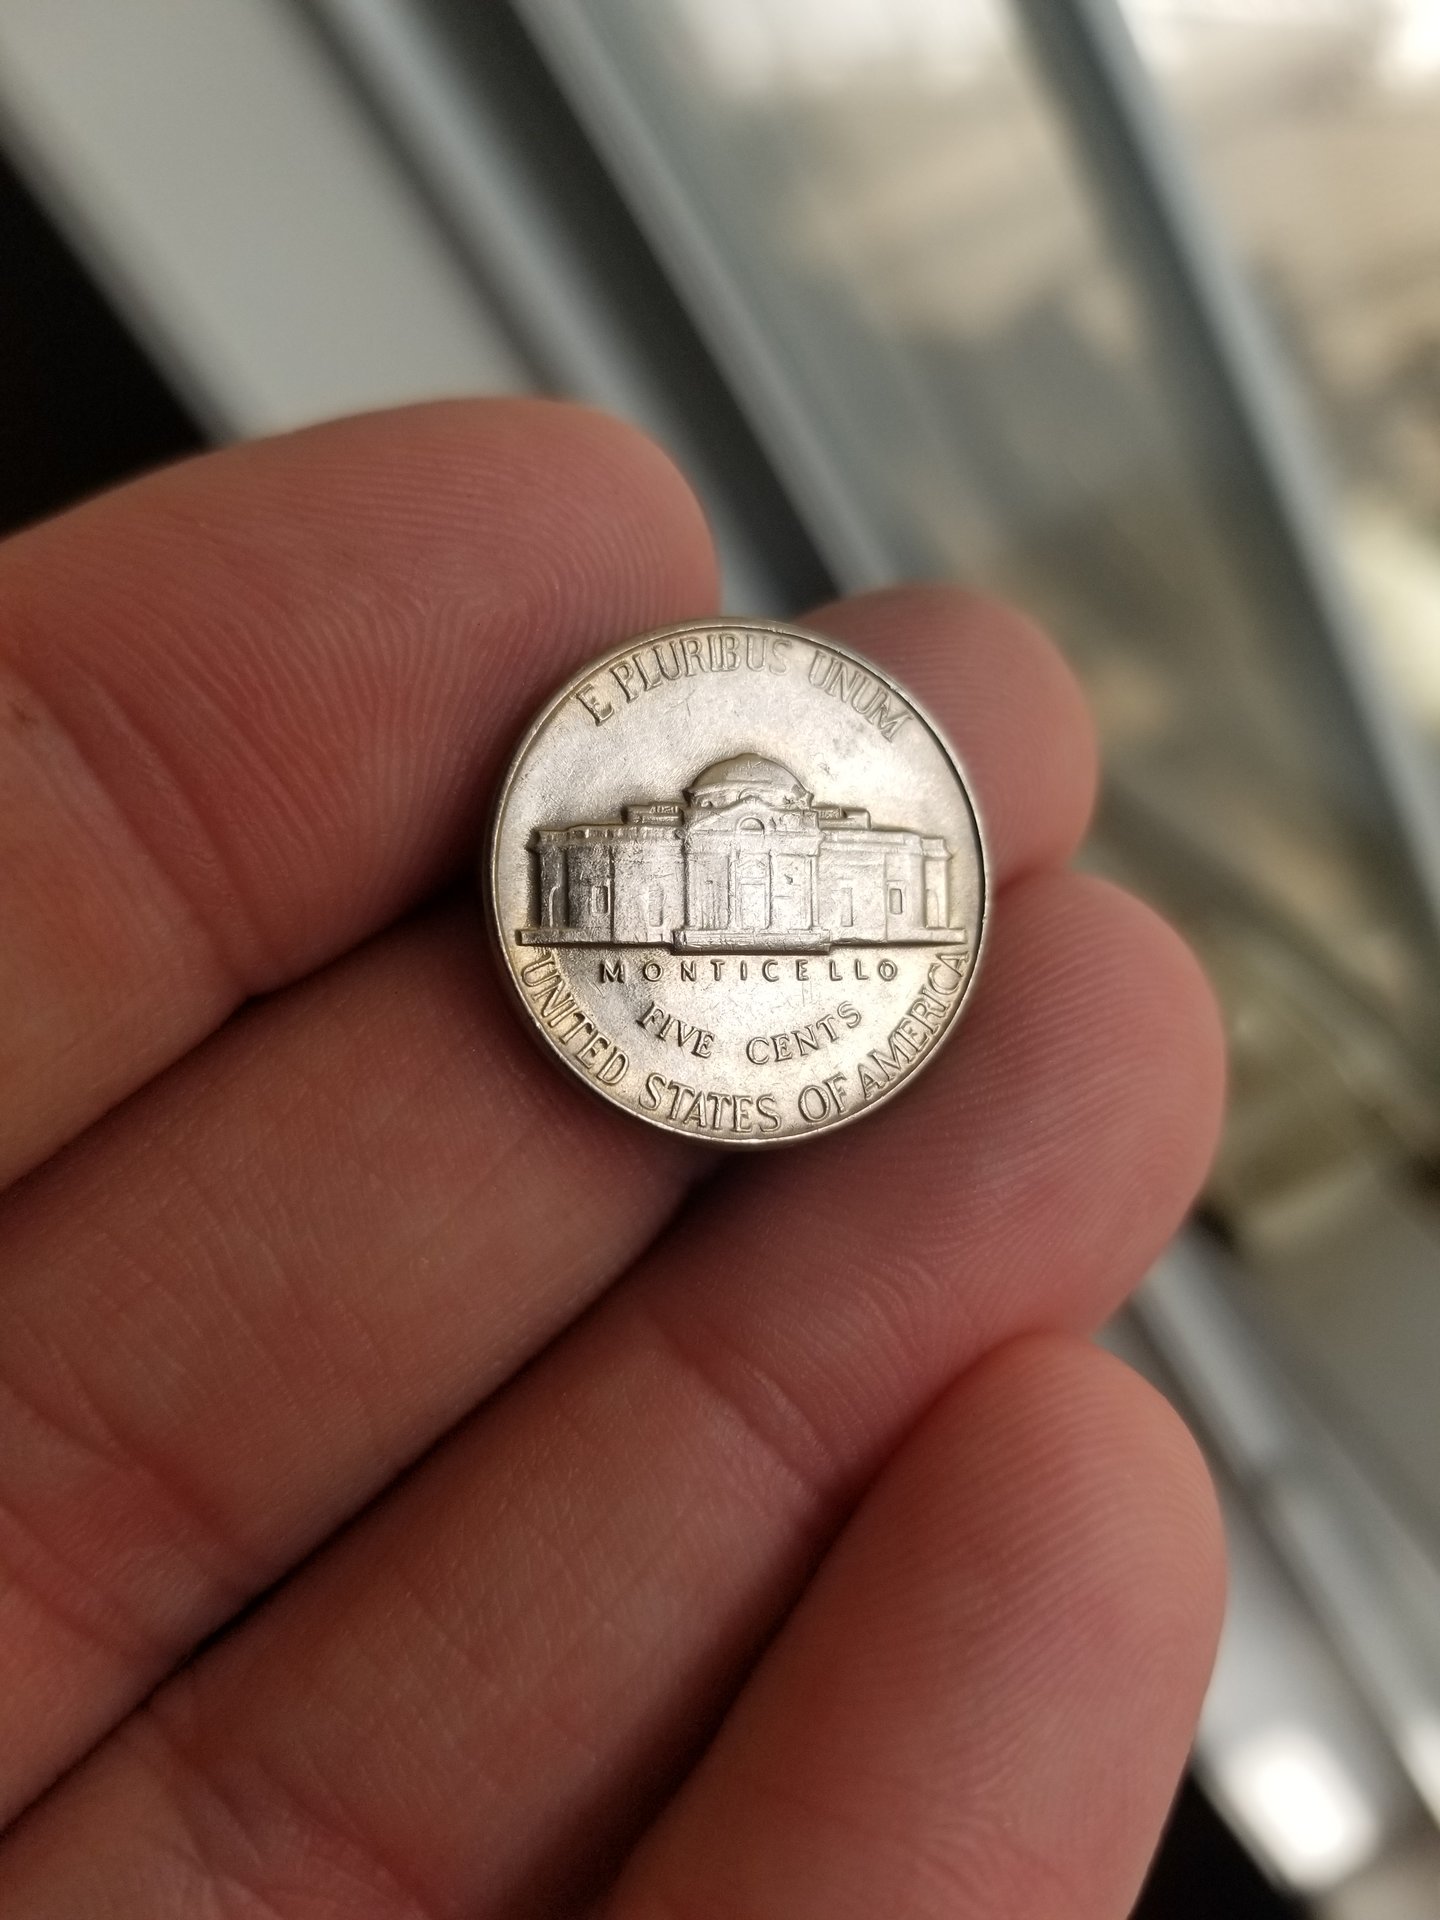 E PLURIBUS UNUM
MONTICELLO
FIVE CENTS
UNITED STATES OF AMERICA